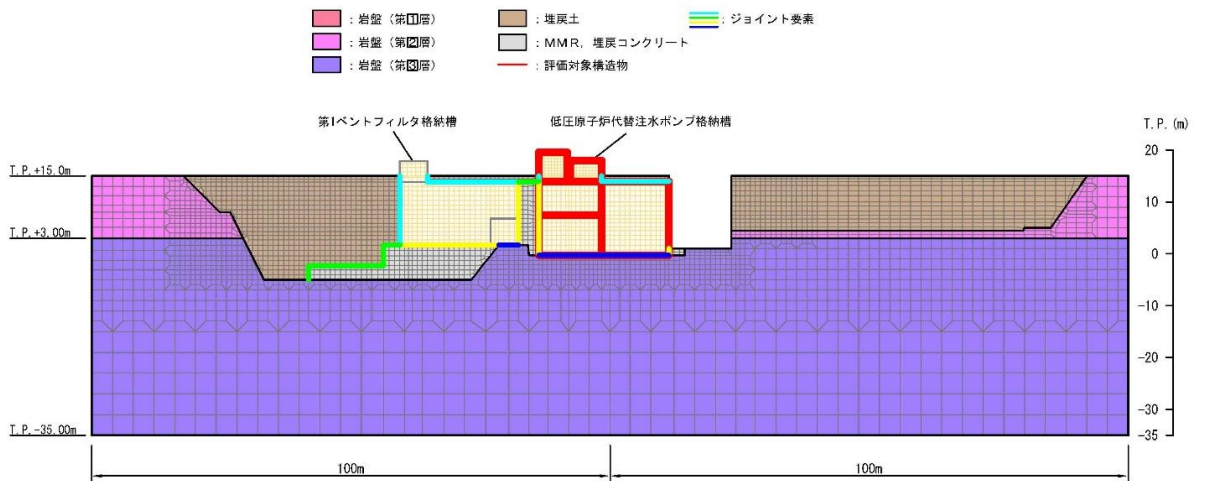 ：岩盤（第1層）
：岩盤（第2層）
：岩盤（第3層）
：埋戻土
：MMR，埋戻コンクリート
：評価対象構造物
：ジョイント要素
第1ベントフィルタ格納槽
低圧原子炉代替注水ポンプ格納槽
T.P. (m)
T.P.+15.0m
T.P.+3.00m
T.P.-35.00m
20
15
10
5
0
-5
-10
-20
-30
-35
100m
100m